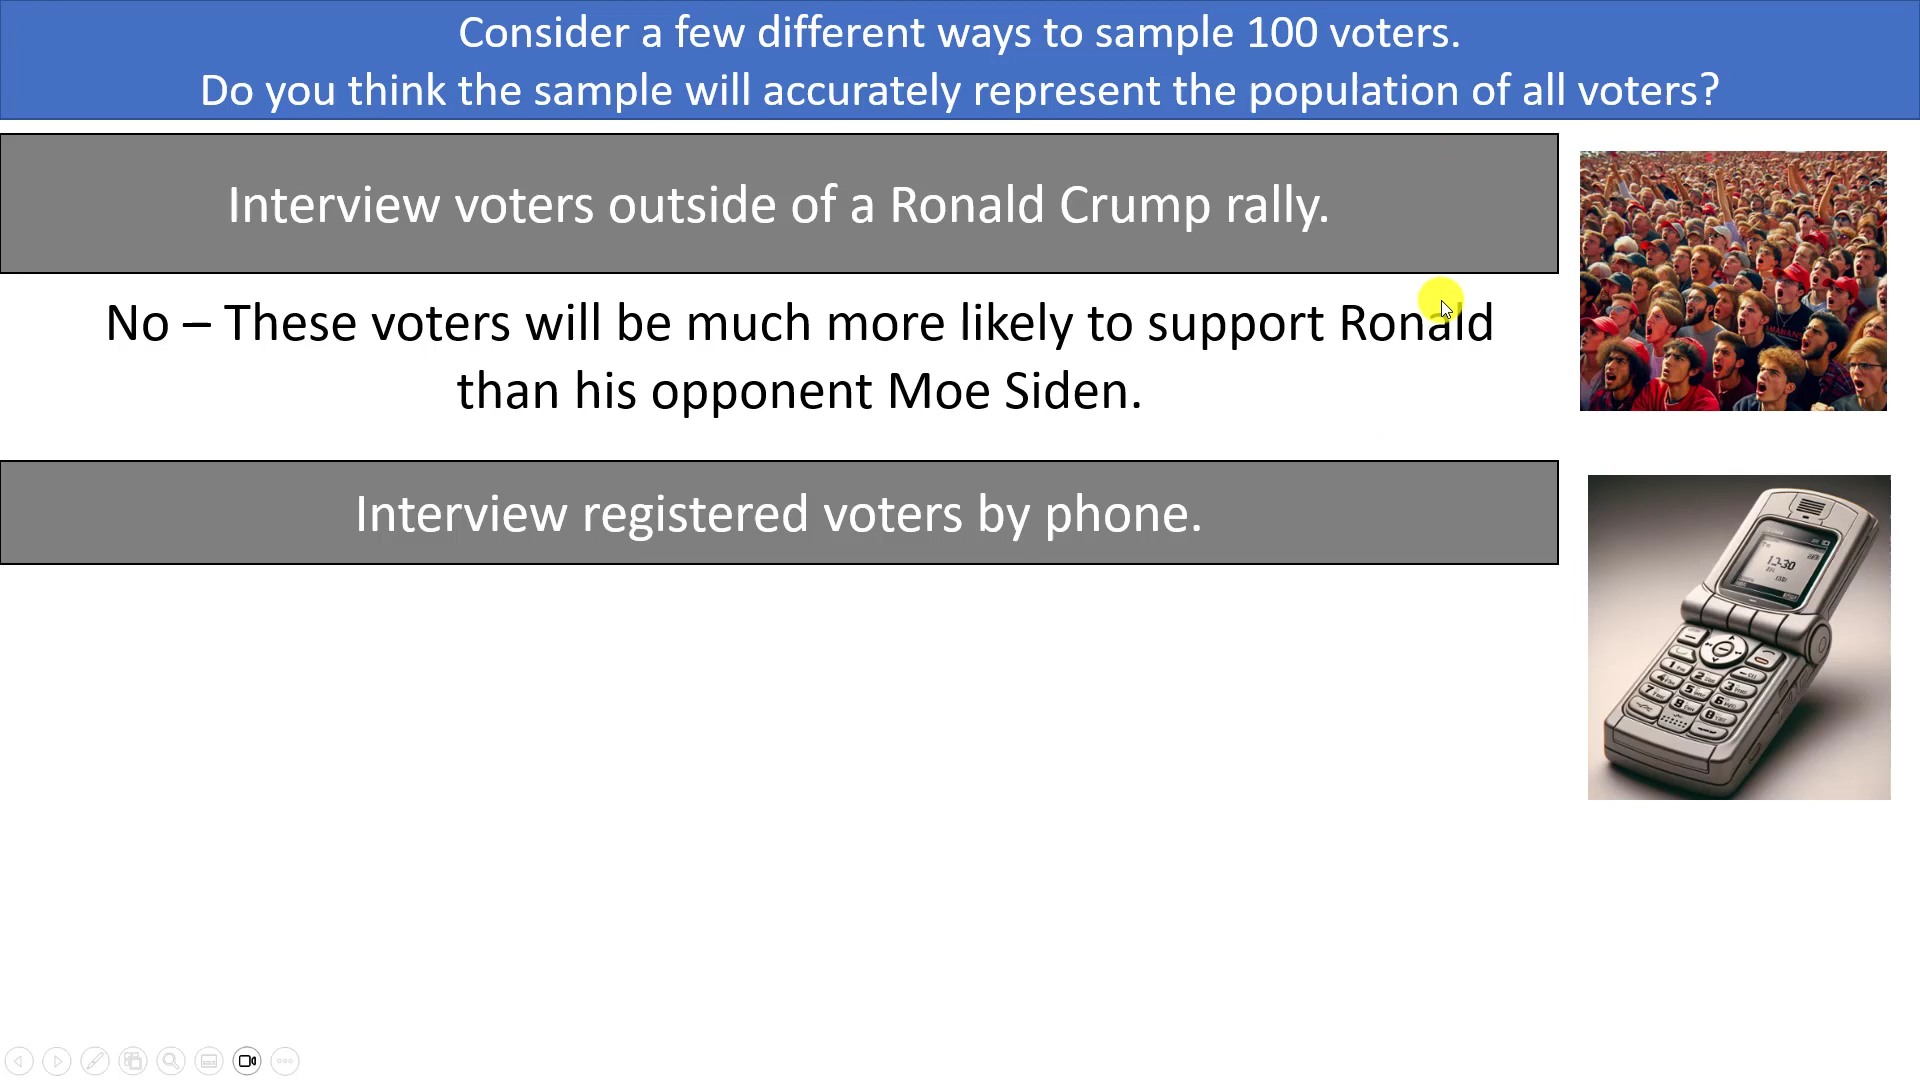 Consider a few different ways to sample 100 voters.
Do you think the sample will accurately represent the population of all voters?
Interview voters outside of a Ronald Crump rally.
No – These voters will be much more likely to support Ronald
than his opponent Moe Siden.
Interview registered voters by phone.